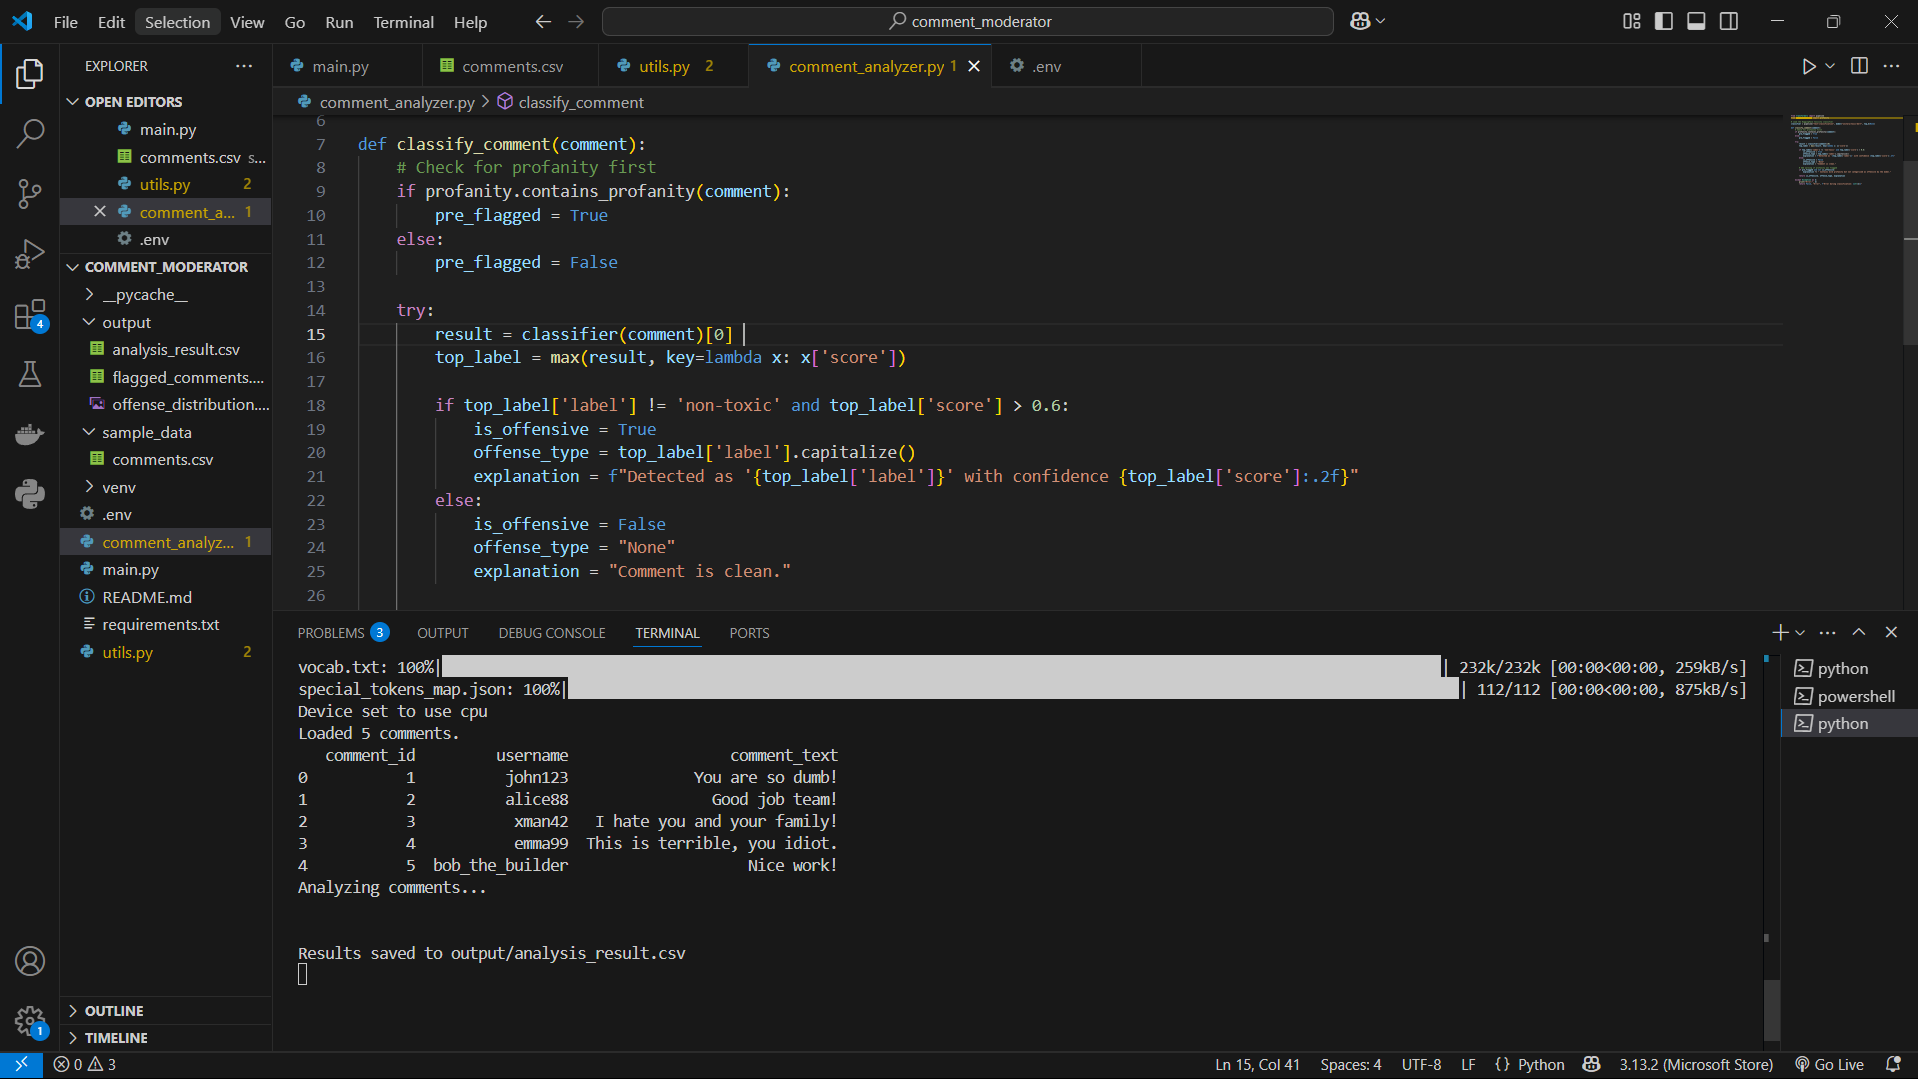 File Edit Selection View Go Run Terminal Help
comment_moderator
EXPLORER
OPEN EDITORS
main.py
comments.csv s...
utils.py 2
comment_a... 1
.env
COMMENT_MODERATOR
__pycache__
output
analysis_result.csv
flagged_comments....
offense_distribution....
sample_data
comments.csv
venv
.env
comment_analyz... 1
main.py
README.md
requirements.txt
utils.py 2
OUTLINE
TIMELINE
4
1
main.py comments.csv utils.py 2 comment_analyzer.py 1 .env
comment_analyzer.py > classify_comment
6
7 def classify_comment(comment):
8 # Check for profanity first
9 if profanity.contains_profanity(comment):
10 pre_flagged = True
11 else:
12 pre_flagged = False
13
14 try:
15 result = classifier(comment)[0]
16 top_label = max(result, key=lambda x: x['score'])
17
18 if top_label['label'] != 'non-toxic' and top_label['score'] > 0.6:
19 is_offensive = True
20 offense_type = top_label['label'].capitalize()
21 explanation = f"Detected as '{top_label['label']}' with confidence {top_label['score']:.2f}"
22 else:
23 is_offensive = False
24 offense_type = "None"
25 explanation = "Comment is clean."
26
PROBLEMS 3 OUTPUT DEBUG CONSOLE TERMINAL PORTS
vocab.txt: 100%| | 232k/232k [00:00<00:00, 259kB/s]
special_tokens_map.json: 100%| | 112/112 [00:00<00:00, 875kB/s]
Device set to use cpu
Loaded 5 comments.
comment_id username comment_text
0 1 john123 You are so dumb!
1 2 alice88 Good job team!
2 3 xman42 I hate you and your family!
3 4 emma99 This is terrible, you idiot.
4 5 bob_the_builder Nice work!
Analyzing comments...
Results saved to output/analysis_result.csv
python
powershell
python
0 3
Ln 15, Col 41 Spaces: 4 UTF-8 LF {} Python 3.13.2 (Microsoft Store) Go Live